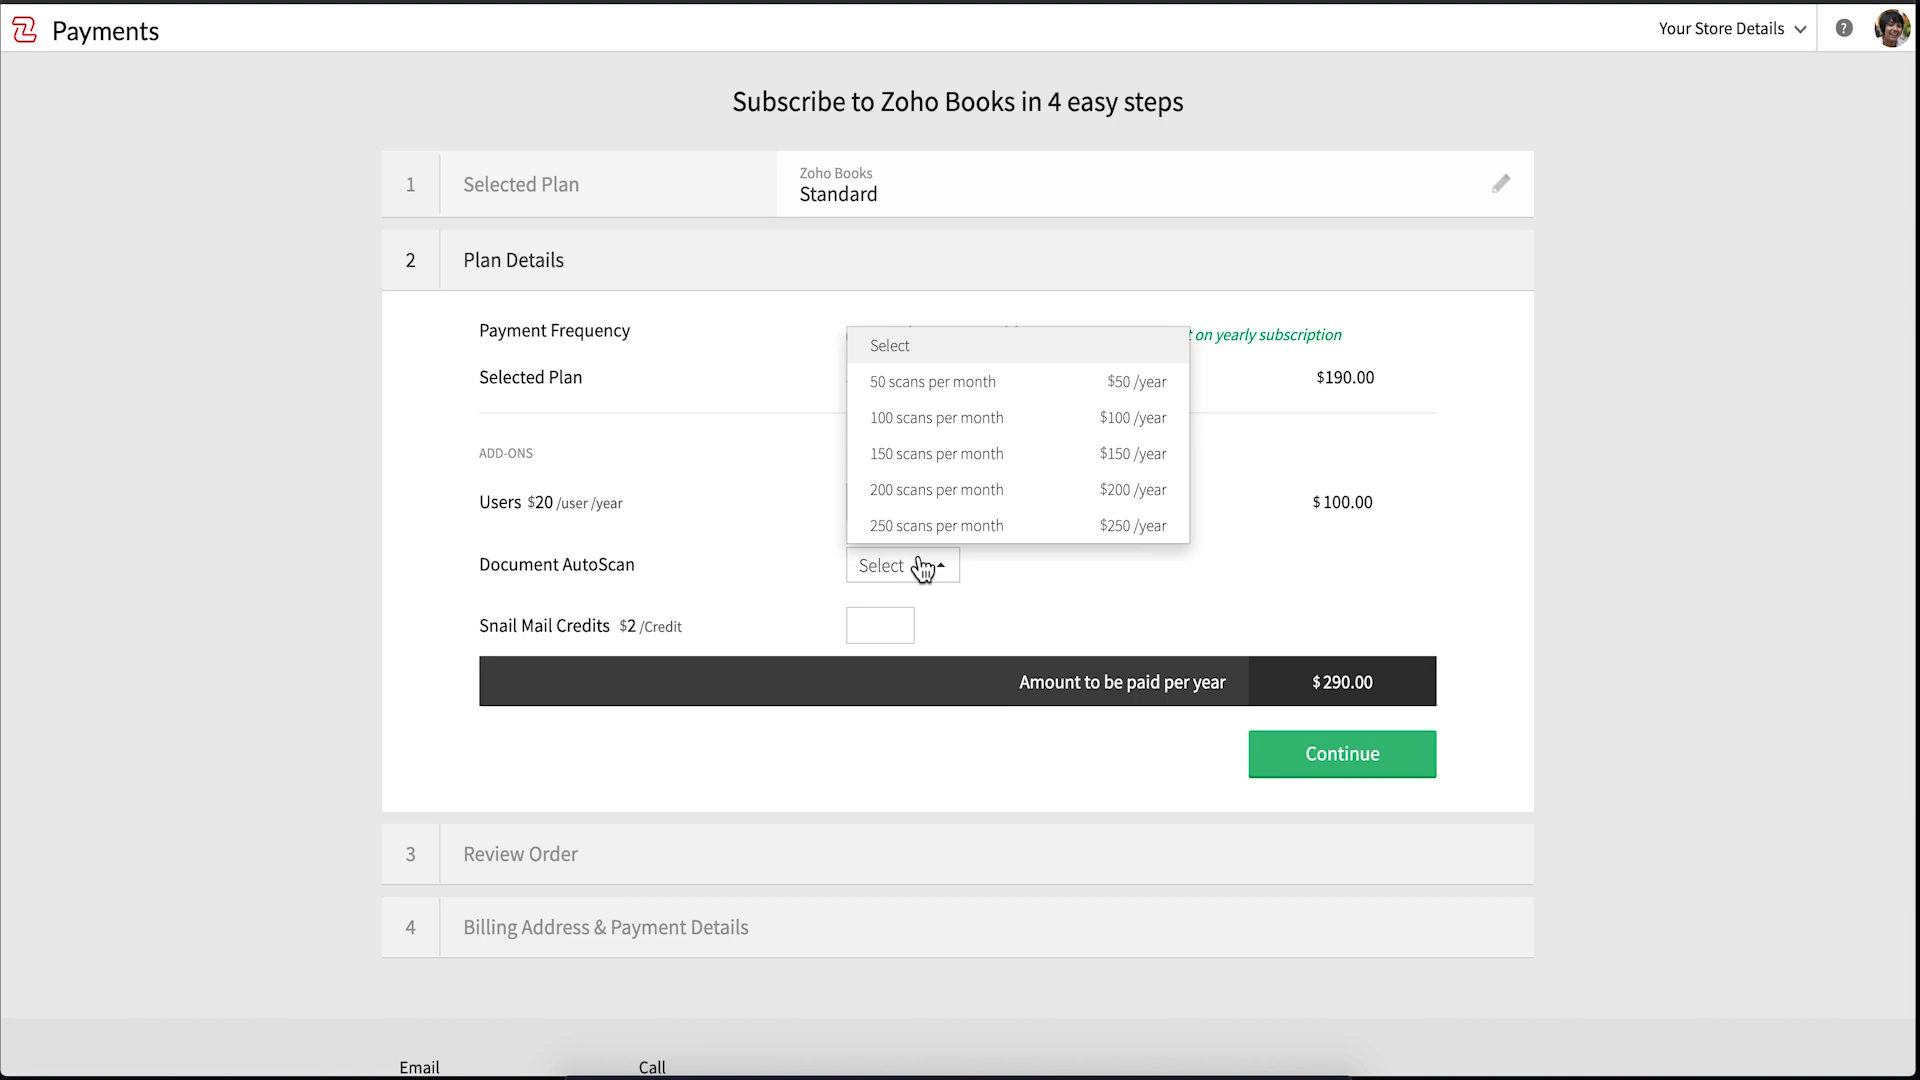 Payments
Your Store Details
?
Subscribe to Zoho Books in 4 easy steps
1 Selected Plan
Zoho Books
Standard
2 Plan Details
Payment Frequency
on yearly subscription
Selected Plan
$190.00
Select
50 scans per month $50 /year
100 scans per month $100 /year
150 scans per month $150 /year
200 scans per month $200 /year
250 scans per month $250 /year
ADD-ONS
Users $20 /user /year
$ 100.00
Document AutoScan
Select
Snail Mail Credits $2 /Credit
Amount to be paid per year $ 290.00
Continue
3 Review Order
4 Billing Address & Payment Details
Email Call